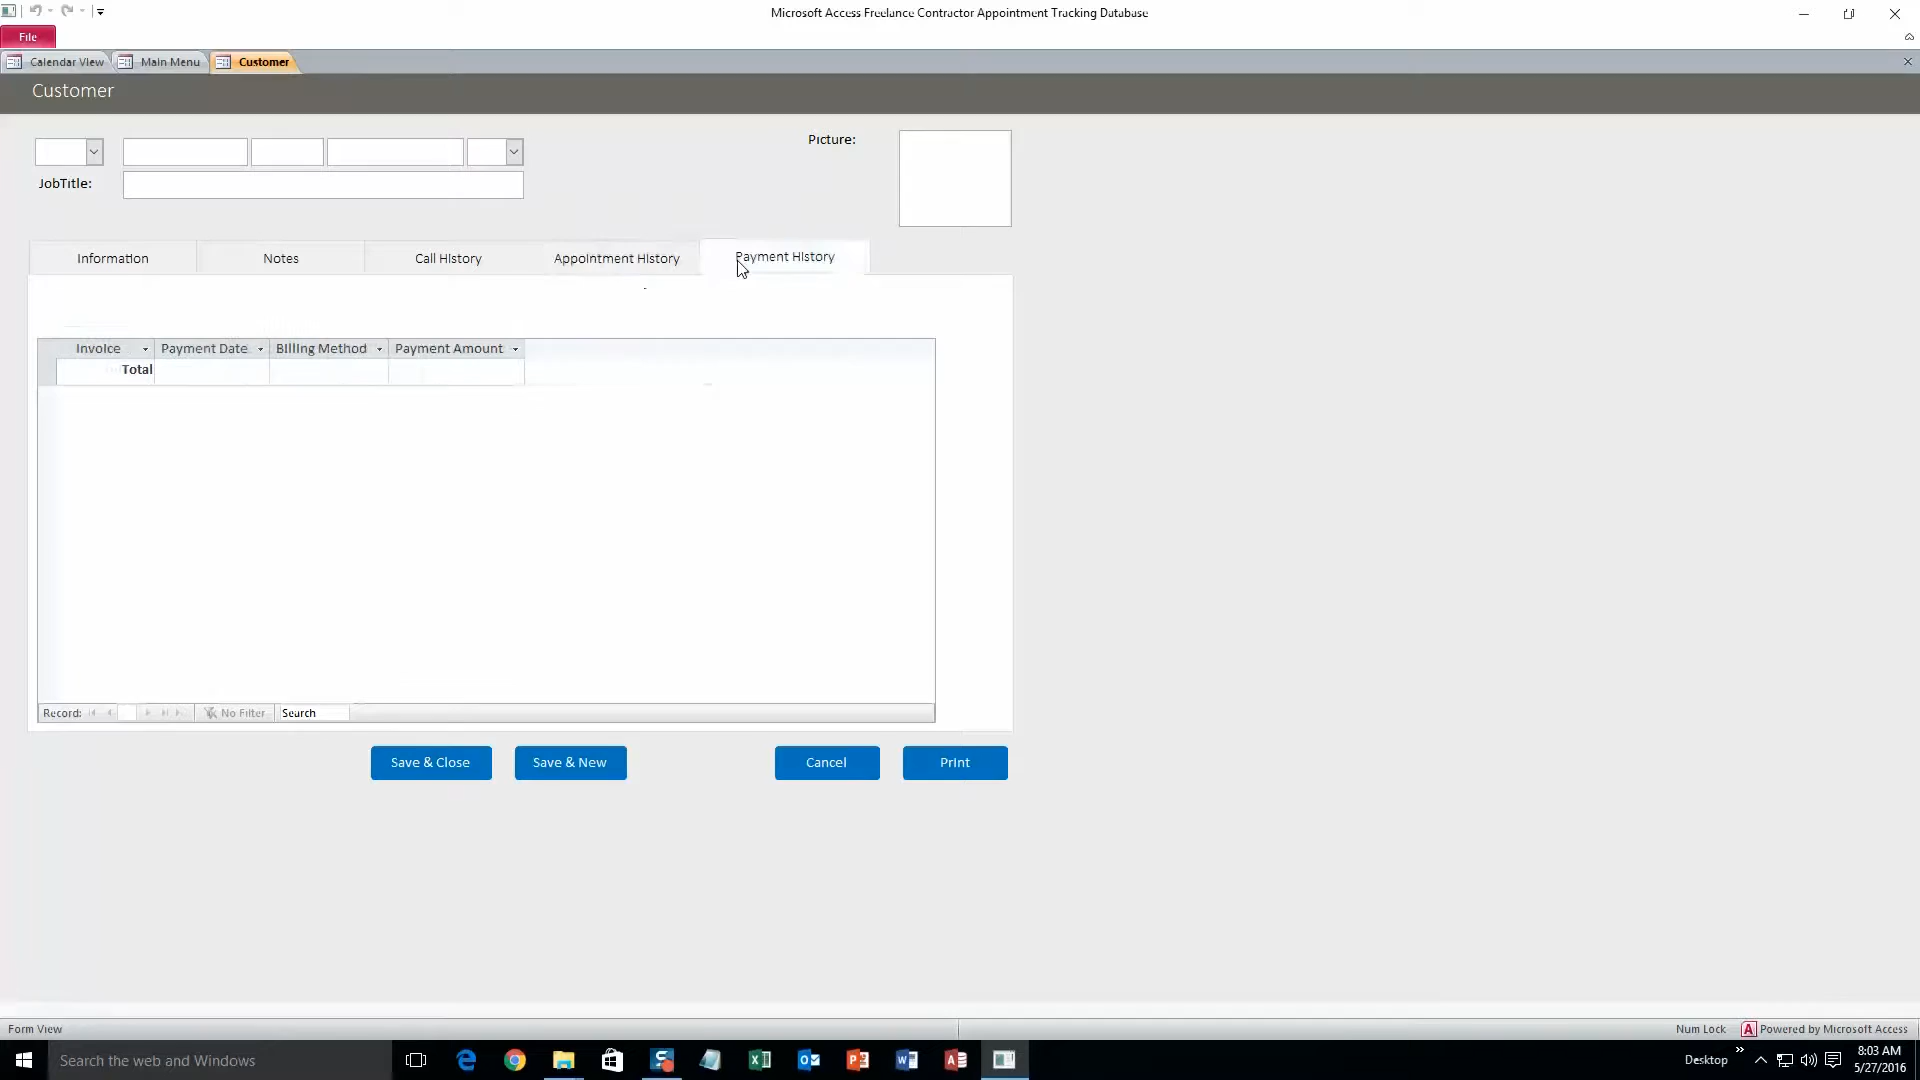 Microsoft Access Freelance Contractor Appointment Tracking Database
File
Calendar View Main Menu Customer
Customer
Picture:
JobTitle:
Information Notes Call History Appointment History Payment History
Invoice Payment Date Billing Method Payment Amount
Total
Record: No Filter Search
Save & Close Save & New Cancel Print
Form View Num Lock Powered by Microsoft Access
Search the web and Windows
Desktop
8:03 AM
5/27/2016